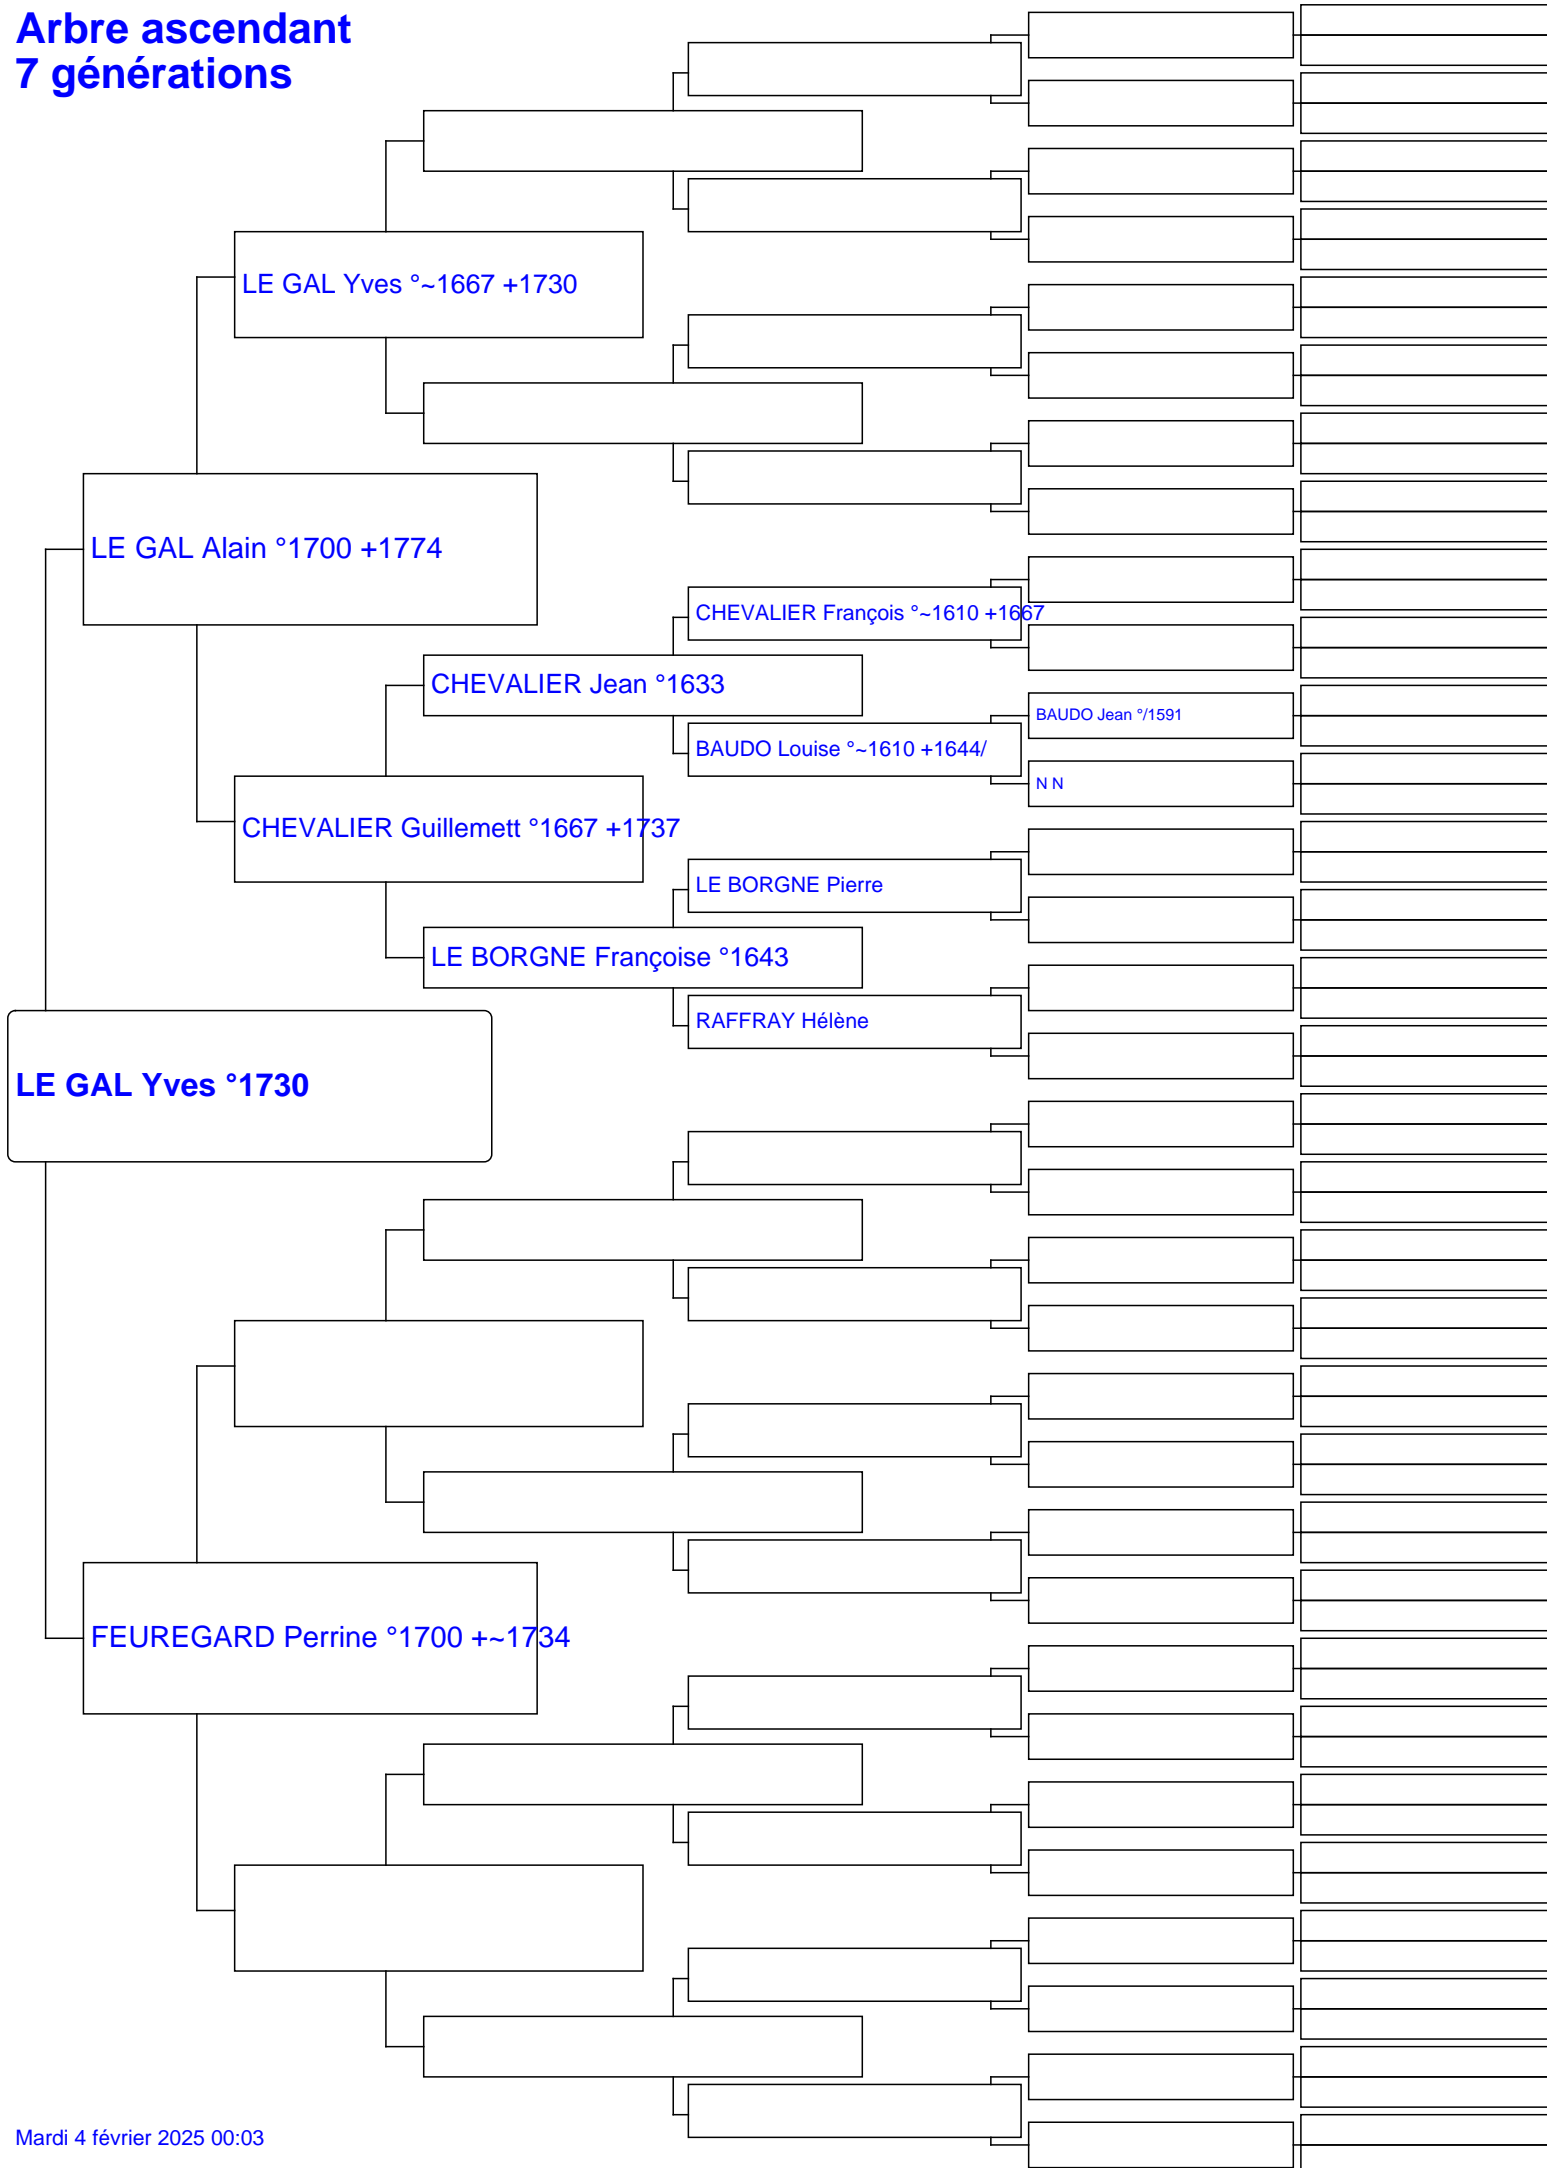 Arbre ascendant
7 générations
LE GAL Yves °~1667 +1730
LE GAL Alain °1700 +1774
CHEVALIER François °~1610 +1667
CHEVALIER Jean °1633
BAUDO Jean °/1591
BAUDO Louise °~1610 +1644/
N N
CHEVALIER Guillemett °1667 +1737
LE BORGNE Pierre
LE BORGNE Françoise °1643
RAFFRAY Hélène
LE GAL Yves °1730
FEUREGARD Perrine °1700 +~1734
Mardi 4 février 2025 00:03